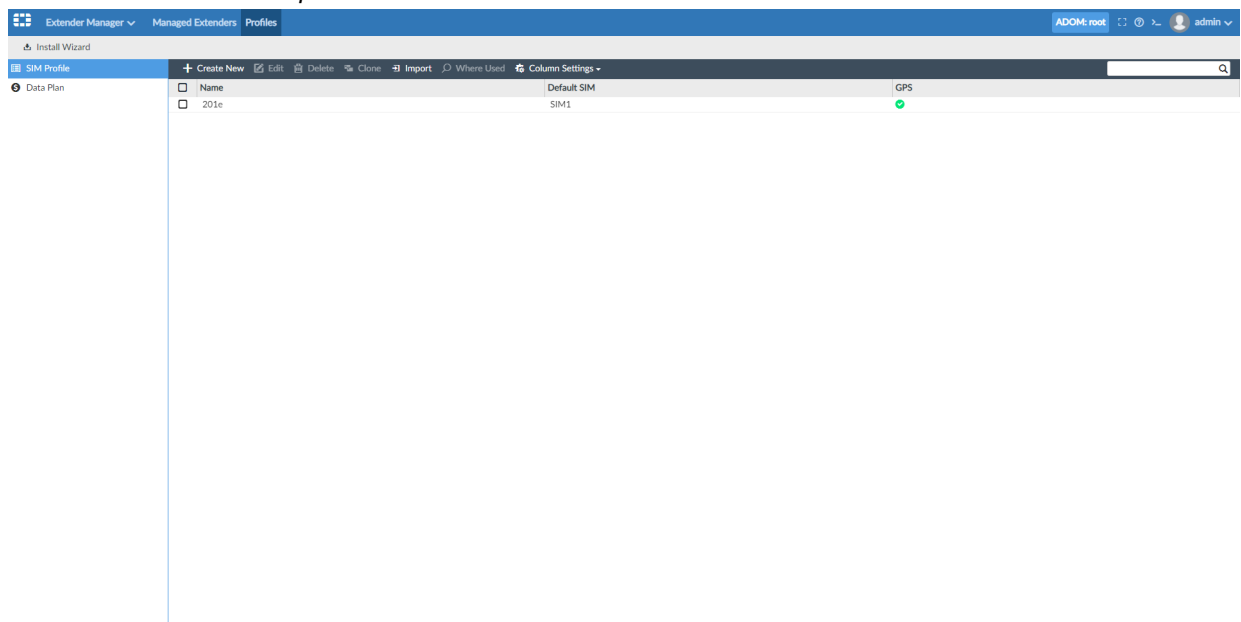 Extender Manager Managed Extenders Profiles ADOM: root admin
Install Wizard
SIM Profile
Data Plan
Create New Edit Delete Clone Import Where Used Column Settings
Name Default SIM GPS
201e SIM1